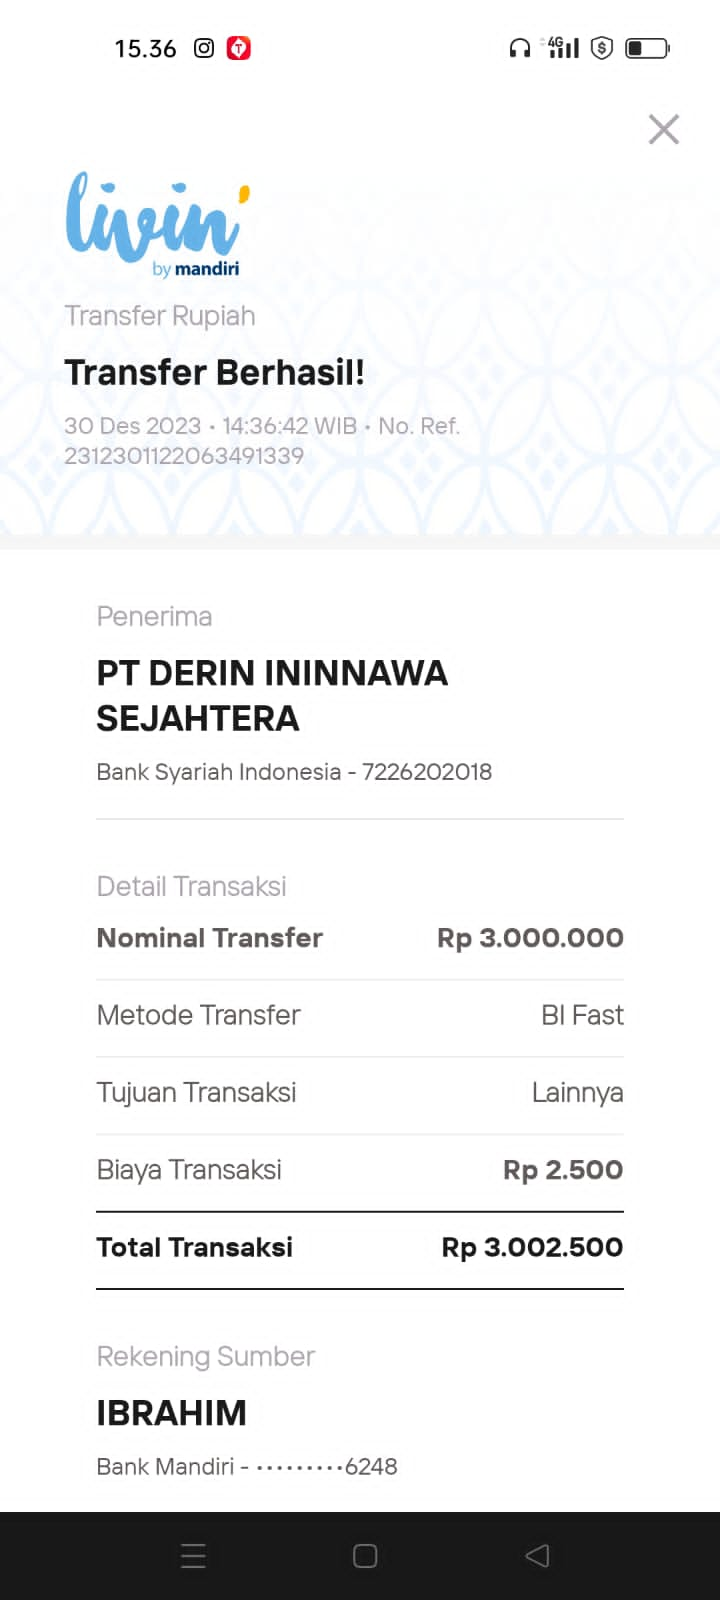 15.36
4G
livin'
by mandiri
Transfer Rupiah
Transfer Berhasil!
30 Des 2023 • 14:36:42 WIB • No. Ref.
2312301122063491339
Penerima
PT DERIN ININNAWA
SEJAHTERA
Bank Syariah Indonesia - 7226202018
Detail Transaksi
Nominal Transfer Rp 3.000.000
Metode Transfer BI Fast
Tujuan Transaksi Lainnya
Biaya Transaksi Rp 2.500
Total Transaksi Rp 3.002.500
Rekening Sumber
IBRAHIM
Bank Mandiri - •••••••••6248